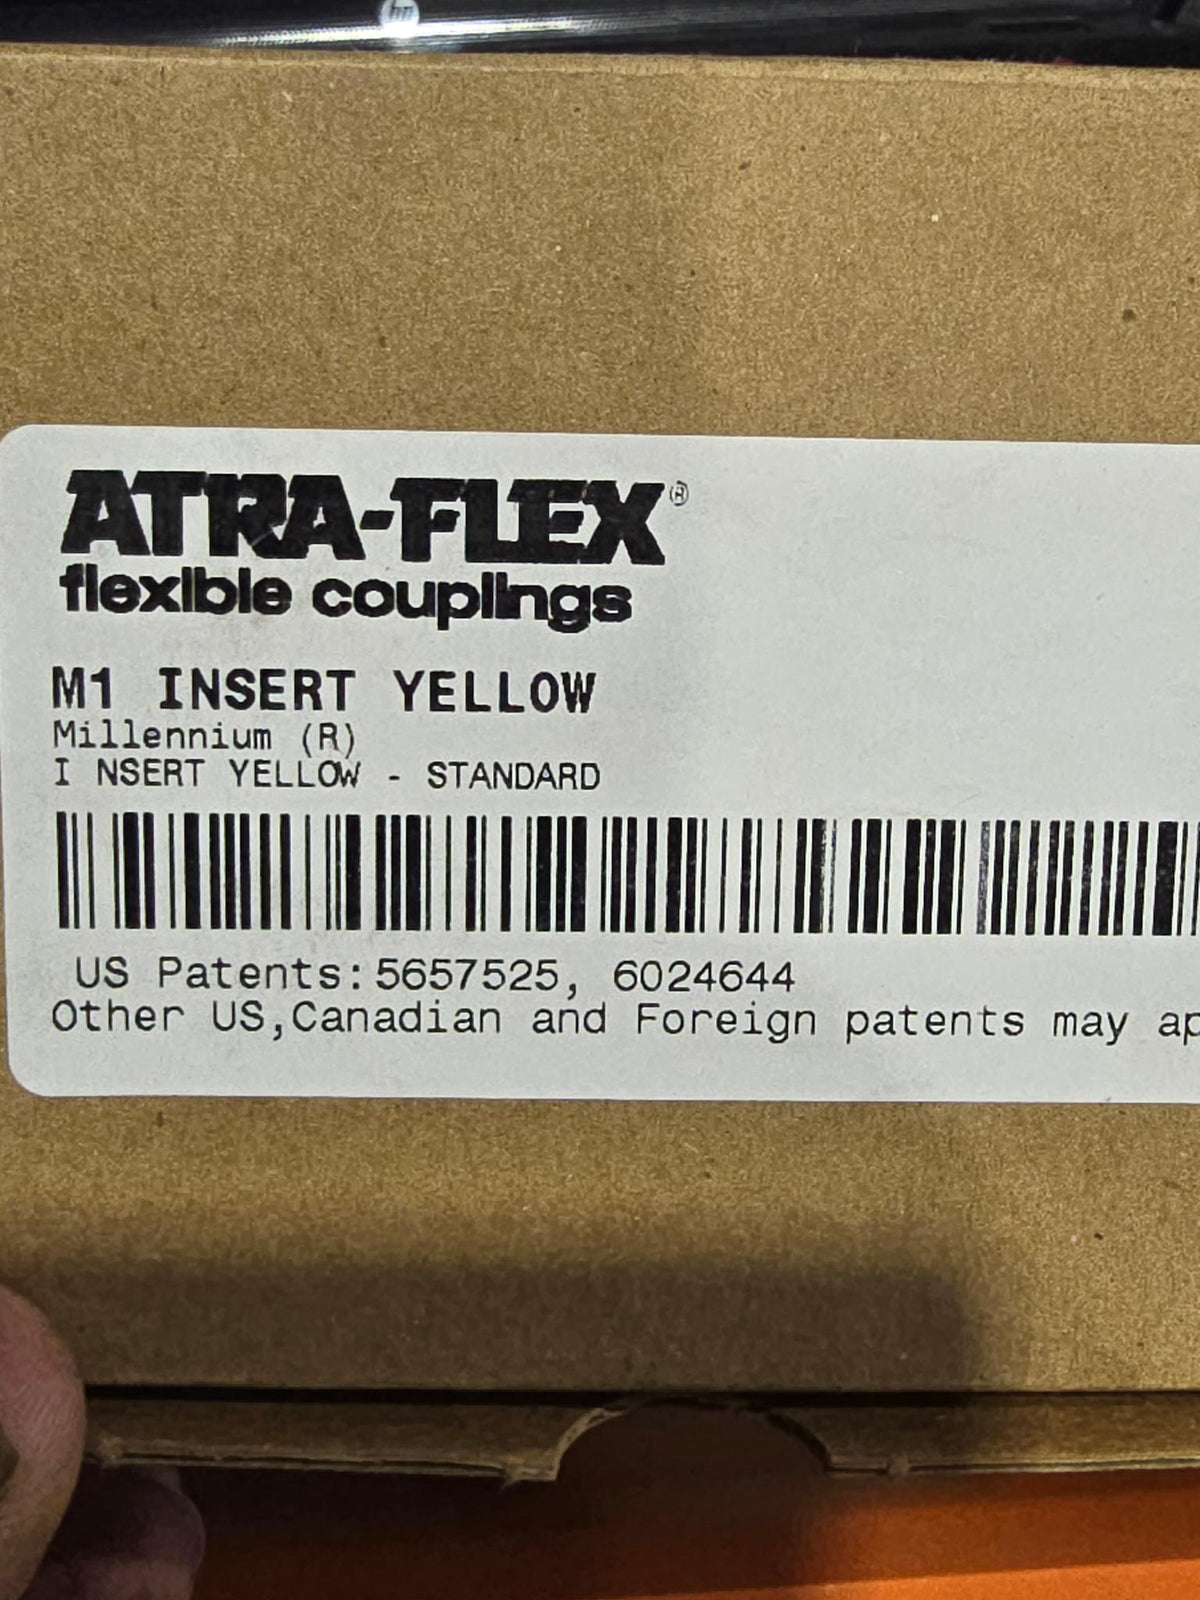 hp
ATRA-FLEX®
flexible couplings
M1 INSERT YELLOW
Millennium (R)
I NSERT YELLOW - STANDARD
US Patents:5657525, 6024644
Other US,Canadian and Foreign patents may